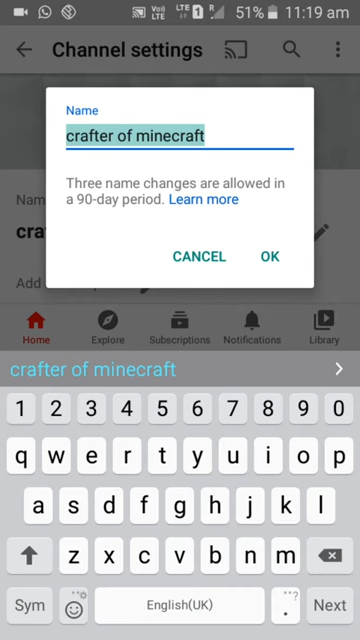 LTE 1 R 51% 11:19 am
Channel settings
Name
crafter of minecraft
Three name changes are allowed in
a 90-day period. Learn more
CANCEL OK
Home Explore Subscriptions Notifications Library
crafter of minecraft
1 2 3 4 5 6 7 8 9 0
q w e r t y u i o p
a s d f g h j k l
z x c v b n m
Sym English(UK) . Next